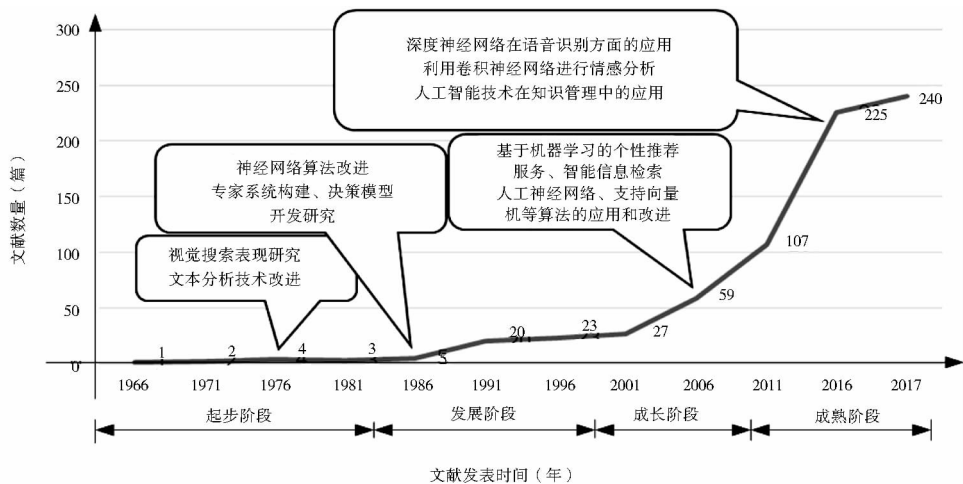 300
250
200
150
100
50
0
文献数量（篇）
深度神经网络在语音识别方面的应用
利用卷积神经网络进行情感分析
人工智能技术在知识管理中的应用
神经网络算法改进
专家系统构建、决策模型
开发研究
基于机器学习的个性推荐
服务、智能信息检索
人工神经网络、支持向量
机等算法的应用和改进
视觉搜索表现研究
文本分析技术改进
1 2 4 3 5 20 23 27 59 107 225 240
1966 1971 1976 1981 1986 1991 1996 2001 2006 2011 2016 2017
起步阶段 发展阶段 成长阶段 成熟阶段
文献发表时间（年）